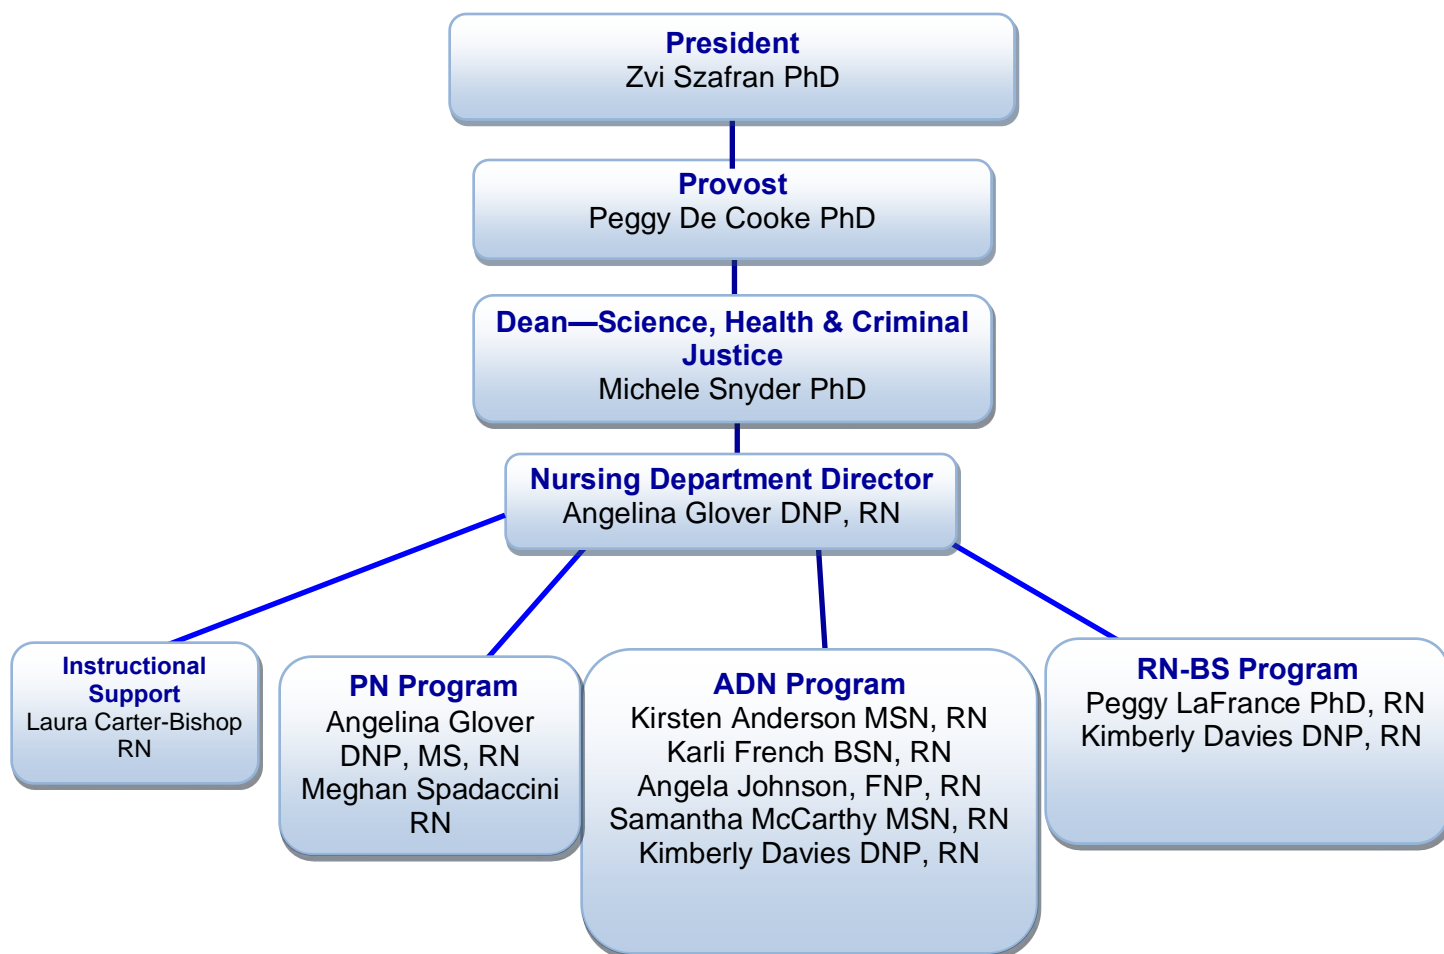 President
Zvi Szafran PhD
Provost
Peggy De Cooke PhD
Dean—Science, Health & Criminal
Justice
Michele Snyder PhD
Nursing Department Director
Angelina Glover DNP, RN
Instructional
Support
Laura Carter-Bishop
RN
PN Program
Angelina Glover
DNP, MS, RN
Meghan Spadaccini
RN
ADN Program
Kirsten Anderson MSN, RN
Karli French BSN, RN
Angela Johnson, FNP, RN
Samantha McCarthy MSN, RN
Kimberly Davies DNP, RN
RN-BS Program
Peggy LaFrance PhD, RN
Kimberly Davies DNP, RN